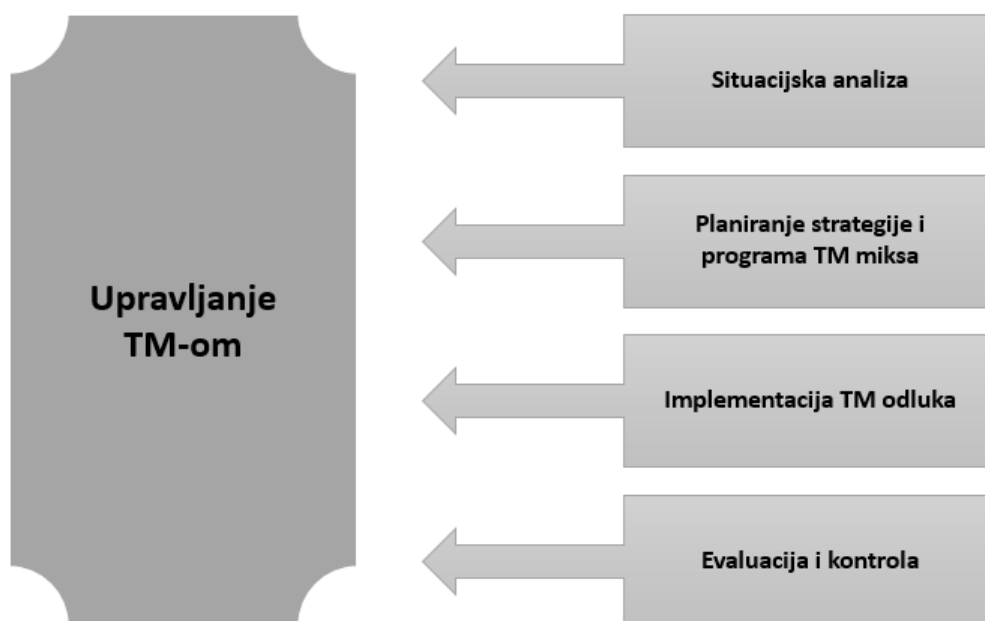 Upravljanje
TM-om
Situacijska analiza
Planiranje strategije i
programa TM miksa
Implementacija TM odluka
Evaluacija i kontrola